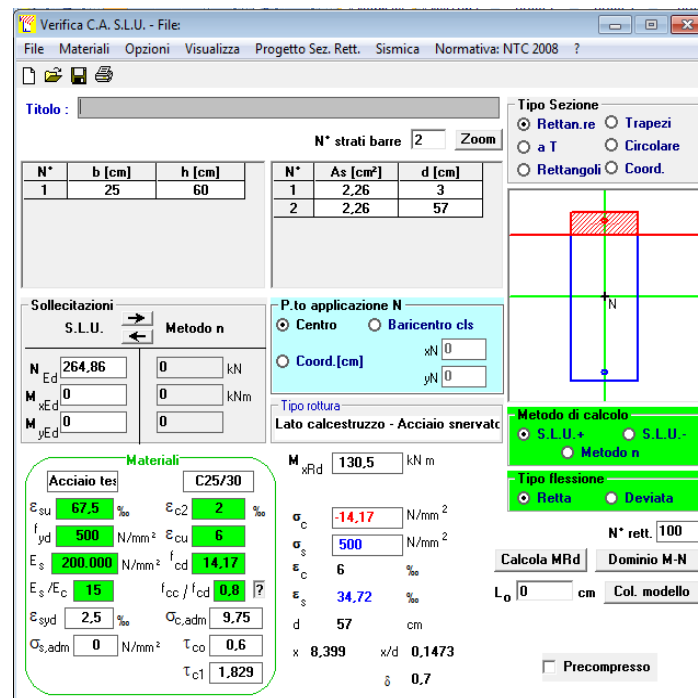 Verifica C.A. S.L.U. - File:
File Materiali Opzioni Visualizza Progetto Sez. Rett. Sismica Normativa: NTC 2008 ?
Titolo :
N° strati barre 2 Zoom
N° b [cm] h [cm]
1 25 60
N° As [cm²] d [cm]
1 2,26 3
2 2,26 57
Tipo Sezione
Rettan.re Trapezi
a T Circolare
Rettangoli Coord.
N
Sollecitazioni
S.L.U. Metodo n
N Ed 264,86 0 kN
M xEd 0 0 kNm
M yEd 0 0
P.to applicazione N
Centro Baricentro cls
Coord.[cm] xN 0
yN 0
Tipo rottura
Lato calcestruzzo - Acciaio snervato
Metodo di calcolo
S.L.U.+ S.L.U.-
Metodo n
Tipo flessione
Retta Deviata
N° rett. 100
Calcola MRd Dominio M-N
L₀ 0 cm Col. modello
Precompresso
Materiali
Acciaio tes C25/30
εsu 67,5 ‰ εc2 2 ‰
fyd 500 N/mm² εcu 6
Es 200.000 N/mm² fcd 14,17
Es/Ec 15 fcc / fcd 0,8 ?
εsyd 2,5 ‰ σc,adm 9,75
σs,adm 0 N/mm² τco 0,6
τc1 1,829
M xRd 130,5 kN m
σc -14,17 N/mm²
σs 500 N/mm²
εc 6 ‰
εs 34,72 ‰
d 57 cm
x 8,399 x/d 0,1473
δ 0,7